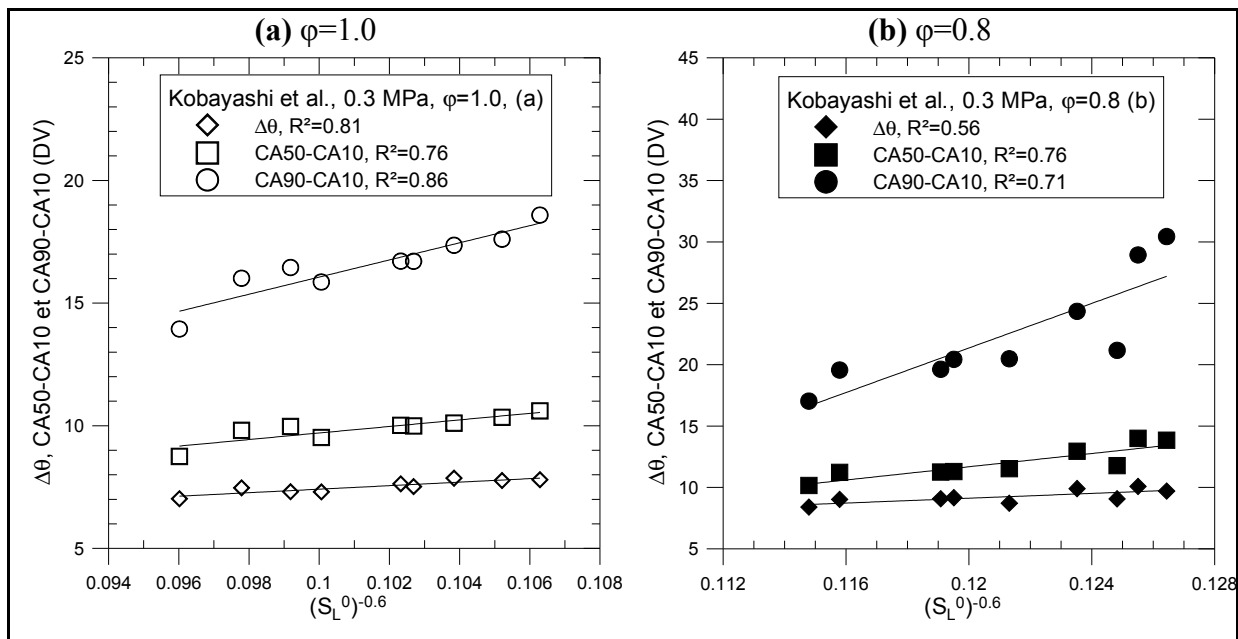 (a) φ=1.0
25
20
15
10
5
Δθ, CA50-CA10 et CA90-CA10 (DV)
Kobayashi et al., 0.3 MPa, φ=1.0, (a)
Δθ, R²=0.81
CA50-CA10, R²=0.76
CA90-CA10, R²=0.86
0.094 0.096 0.098 0.1 0.102 0.104 0.106 0.108
(S_L^0)^-0.6
(b) φ=0.8
45
40
35
30
25
20
15
10
5
Δθ, CA50-CA10 et CA90-CA10 (DV)
Kobayashi et al., 0.3 MPa, φ=0.8 (b)
Δθ, R²=0.56
CA50-CA10, R²=0.76
CA90-CA10, R²=0.71
0.112 0.116 0.12 0.124 0.128
(S_L^0)^-0.6